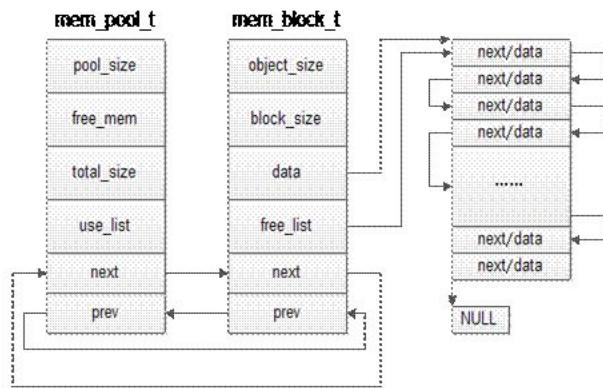 mem_pool_t
mem_block_t
pool_size
free_mem
total_size
use_list
next
prev
object_size
block_size
data
free_list
next
prev
next/data
next/data
next/data
next/data
......
next/data
next/data
NULL